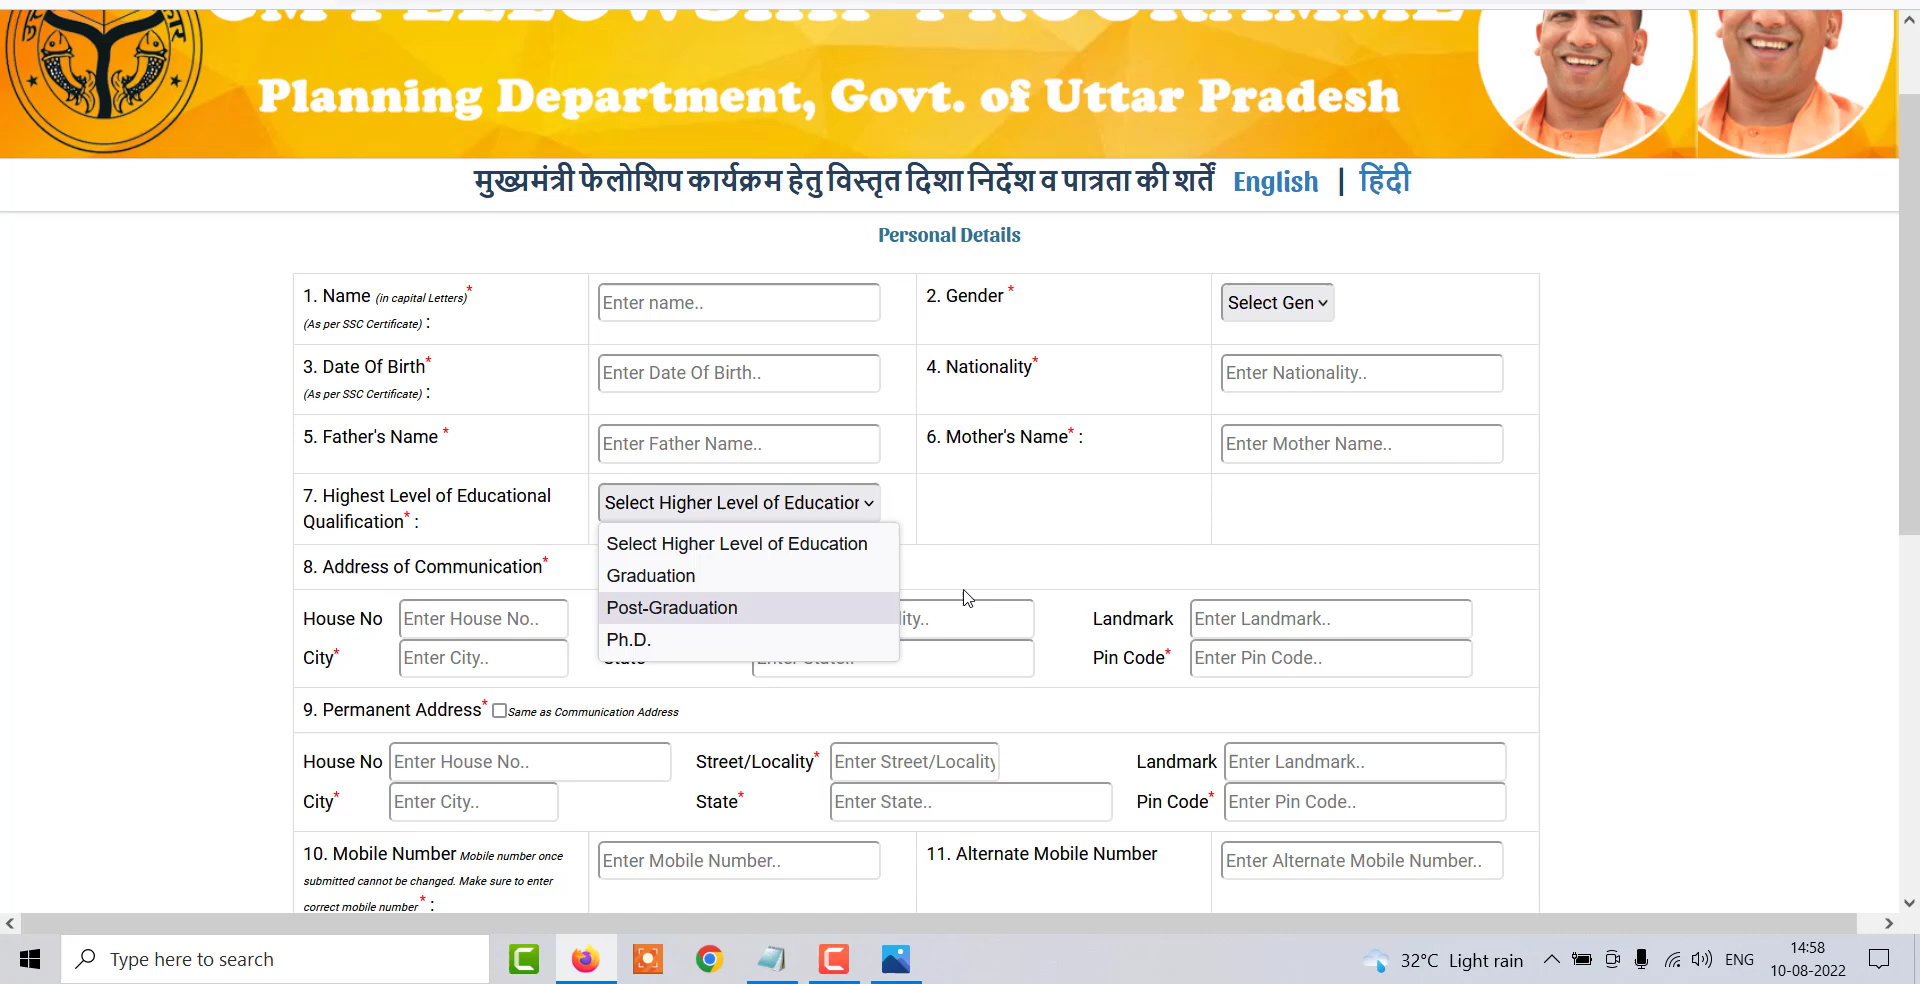 CM FELLOWSHIP PROGRAMME
Planning Department, Govt. of Uttar Pradesh
मुख्यमंत्री फेलोशिप कार्यक्रम हेतु विस्तृत दिशा निर्देश व पात्रता की शर्तें English | हिंदी
Personal Details
1. Name (in capital Letters)*
(As per SSC Certificate) :
Enter name..
2. Gender *
Select Gen
3. Date Of Birth*
(As per SSC Certificate) :
Enter Date Of Birth..
4. Nationality*
Enter Nationality..
5. Father's Name *
Enter Father Name..
6. Mother's Name* :
Enter Mother Name..
7. Highest Level of Educational
Qualification* :
Select Higher Level of Education
Select Higher Level of Education
Graduation
Post-Graduation
Ph.D.
8. Address of Communication*
House No Enter House No.. lity.. Landmark Enter Landmark..
City* Enter City.. Pin Code* Enter Pin Code..
9. Permanent Address* Same as Communication Address
House No Enter House No.. Street/Locality* Enter Street/Locality Landmark Enter Landmark..
City* Enter City.. State* Enter State.. Pin Code* Enter Pin Code..
10. Mobile Number Mobile number once
submitted cannot be changed. Make sure to enter
correct mobile number* :
Enter Mobile Number..
11. Alternate Mobile Number
Enter Alternate Mobile Number..
Type here to search
32°C Light rain
ENG
14:58
10-08-2022